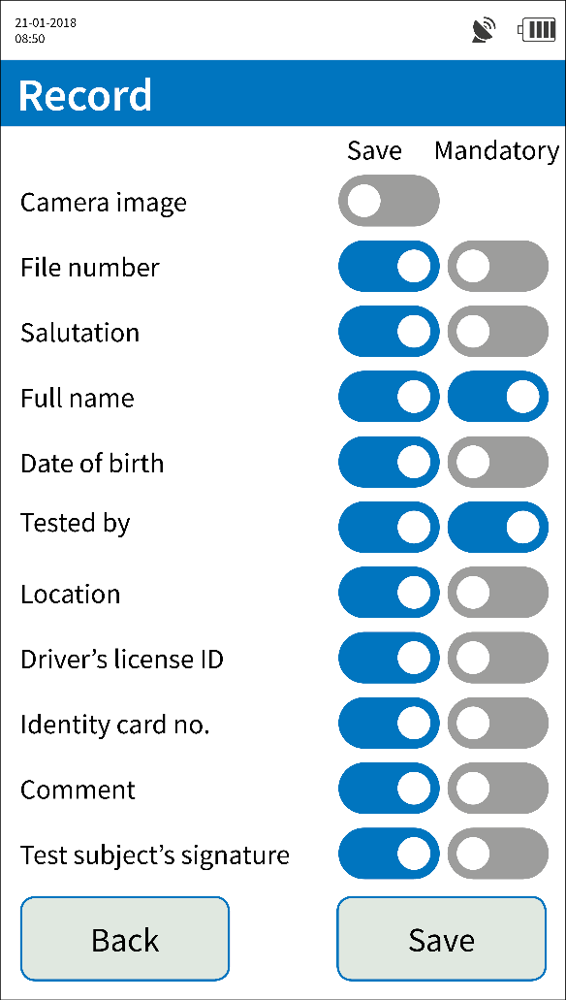 21-01-2018
08:50
Record
Save Mandatory
Camera image
File number
Salutation
Full name
Date of birth
Tested by
Location
Driver’s license ID
Identity card no.
Comment
Test subject’s signature
Back Save